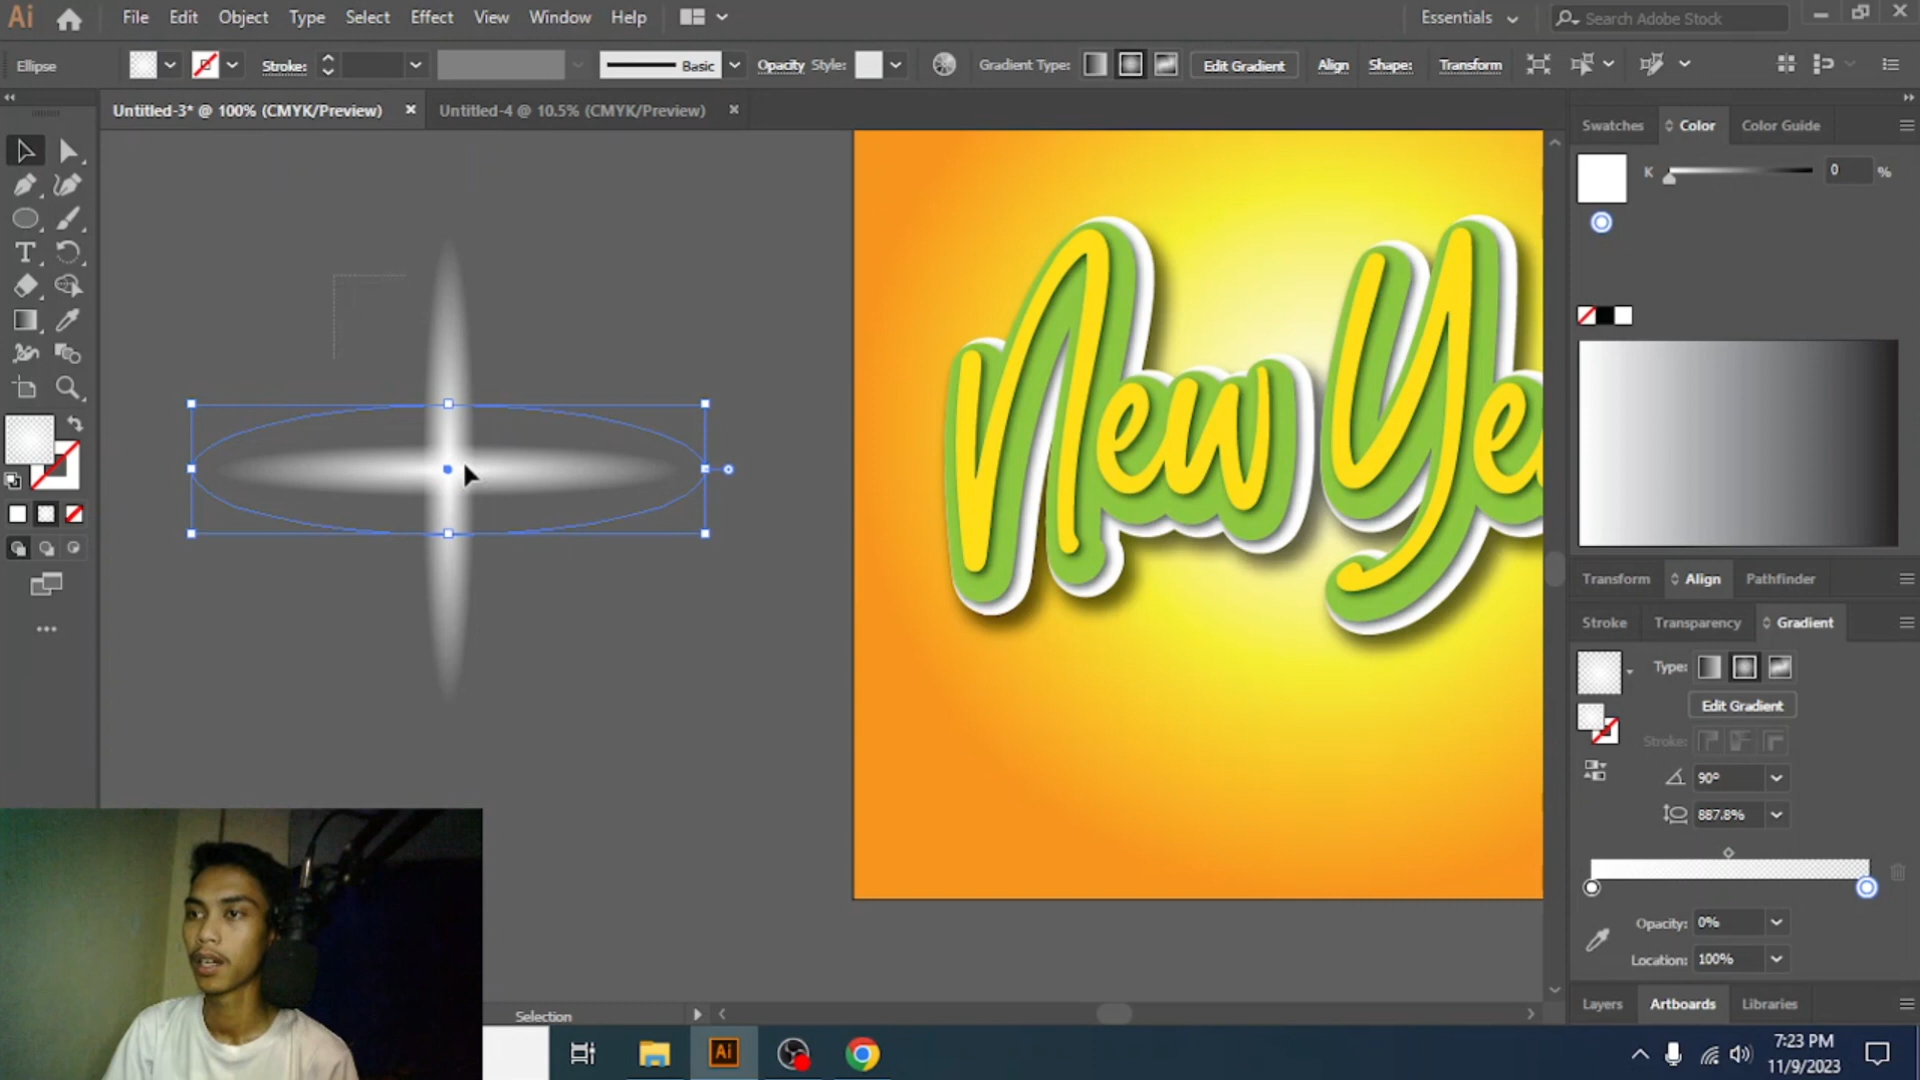 Ai File Edit Object Type Select Effect View Window Help Essentials Search Adobe Stock
Ellipse Stroke: Basic Opacity Style: Gradient Type: Edit Gradient Align Shape: Transform
Untitled-3* @ 100% (CMYK/Preview) Untitled-4 @ 10.5% (CMYK/Preview)
Swatches Color Color Guide
K 0 %
T
New Ye
Transform Align Pathfinder
Stroke Transparency Gradient
Type:
Edit Gradient
Stroke:
90°
887.8%
Opacity: 0%
Location: 100%
Selection
Layers Artboards Libraries
Ai
7:23 PM
11/9/2023